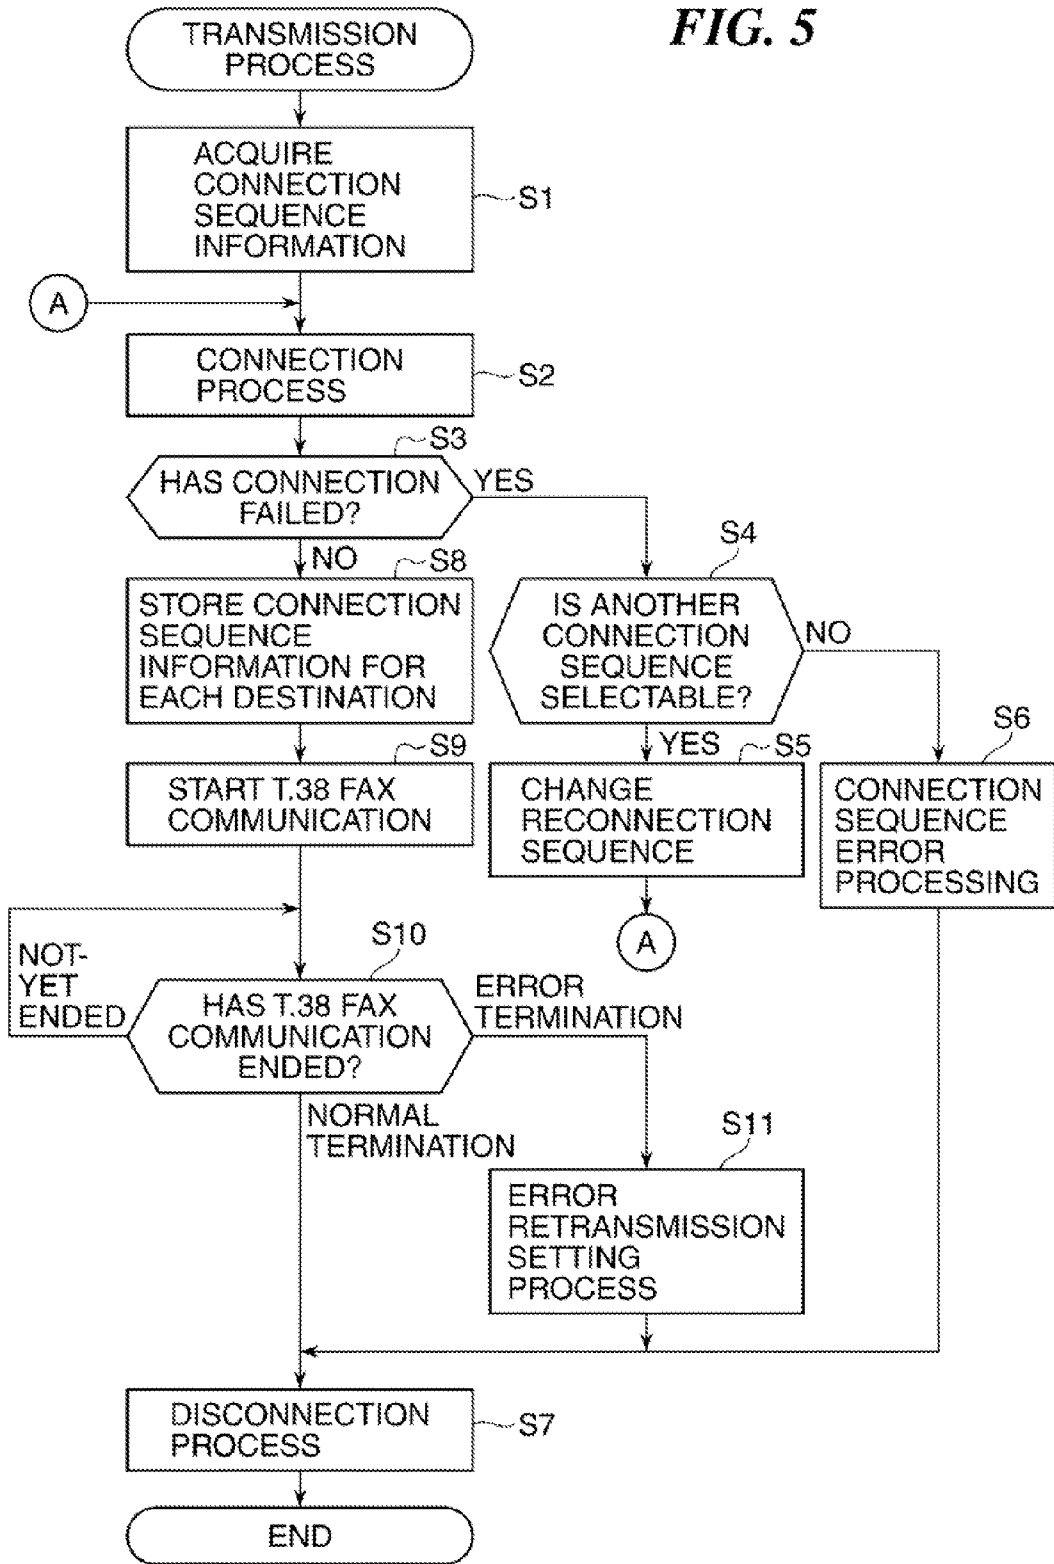 FIG. 5
TRANSMISSION
PROCESS
ACQUIRE
CONNECTION
SEQUENCE
INFORMATION
S1
A
CONNECTION
PROCESS
S2
S3
HAS CONNECTION
FAILED?
YES
NO
S8
STORE CONNECTION
SEQUENCE
INFORMATION FOR
EACH DESTINATION
S4
IS ANOTHER
CONNECTION
SEQUENCE
SELECTABLE?
NO
YES
S9
START T.38 FAX
COMMUNICATION
S5
CHANGE
RECONNECTION
SEQUENCE
A
S6
CONNECTION
SEQUENCE
ERROR
PROCESSING
S10
NOT-
YET
ENDED
HAS T.38 FAX
COMMUNICATION
ENDED?
ERROR
TERMINATION
NORMAL
TERMINATION
S11
ERROR
RETRANSMISSION
SETTING
PROCESS
DISCONNECTION
PROCESS
S7
END